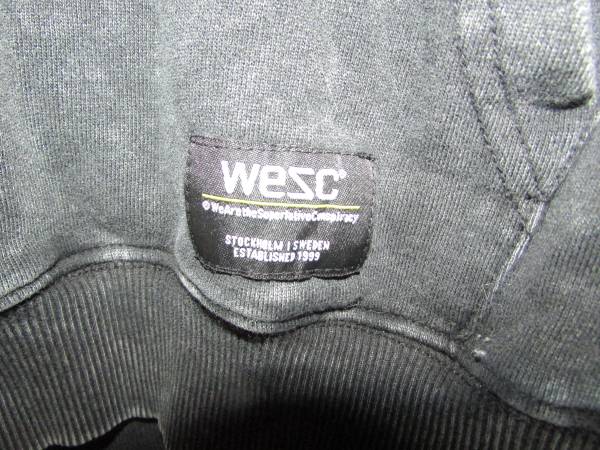 wesc®
©WeAretheSuperlativeConspiracy
STOCKHOLM | SWEDEN
ESTABLISHED 1999